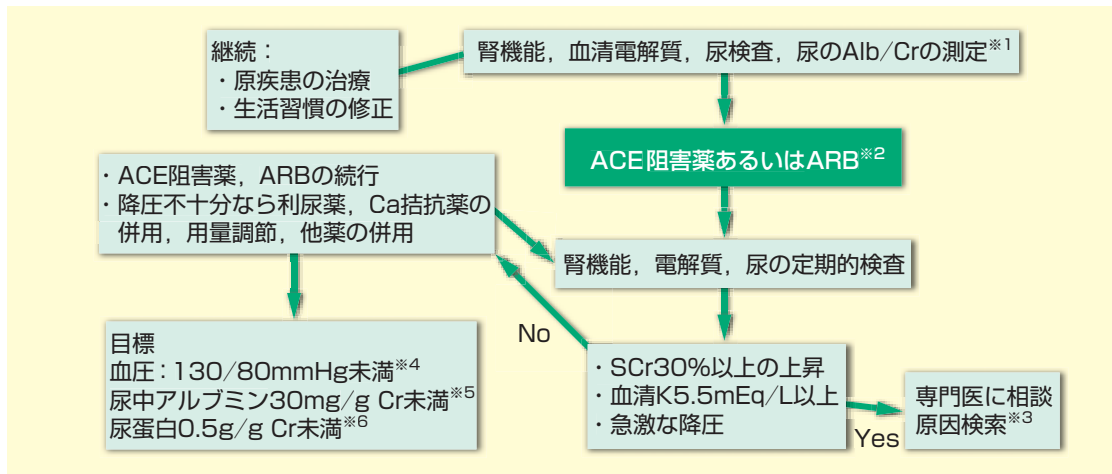 継続：
・原疾患の治療
・生活習慣の修正
腎機能，血清電解質，尿検査，尿のAlb/Crの測定※1
ACE阻害薬あるいはARB※2
・ACE阻害薬，ARBの続行
・降圧不十分なら利尿薬，Ca拮抗薬の
併用，用量調節，他薬の併用
腎機能，電解質，尿の定期的検査
No
目標
血圧：130/80mmHg未満※4
尿中アルブミン30mg/g Cr未満※5
尿蛋白0.5g/g Cr未満※6
・SCr30%以上の上昇
・血清K5.5mEq/L以上
・急激な降圧
Yes
専門医に相談
原因検索※3